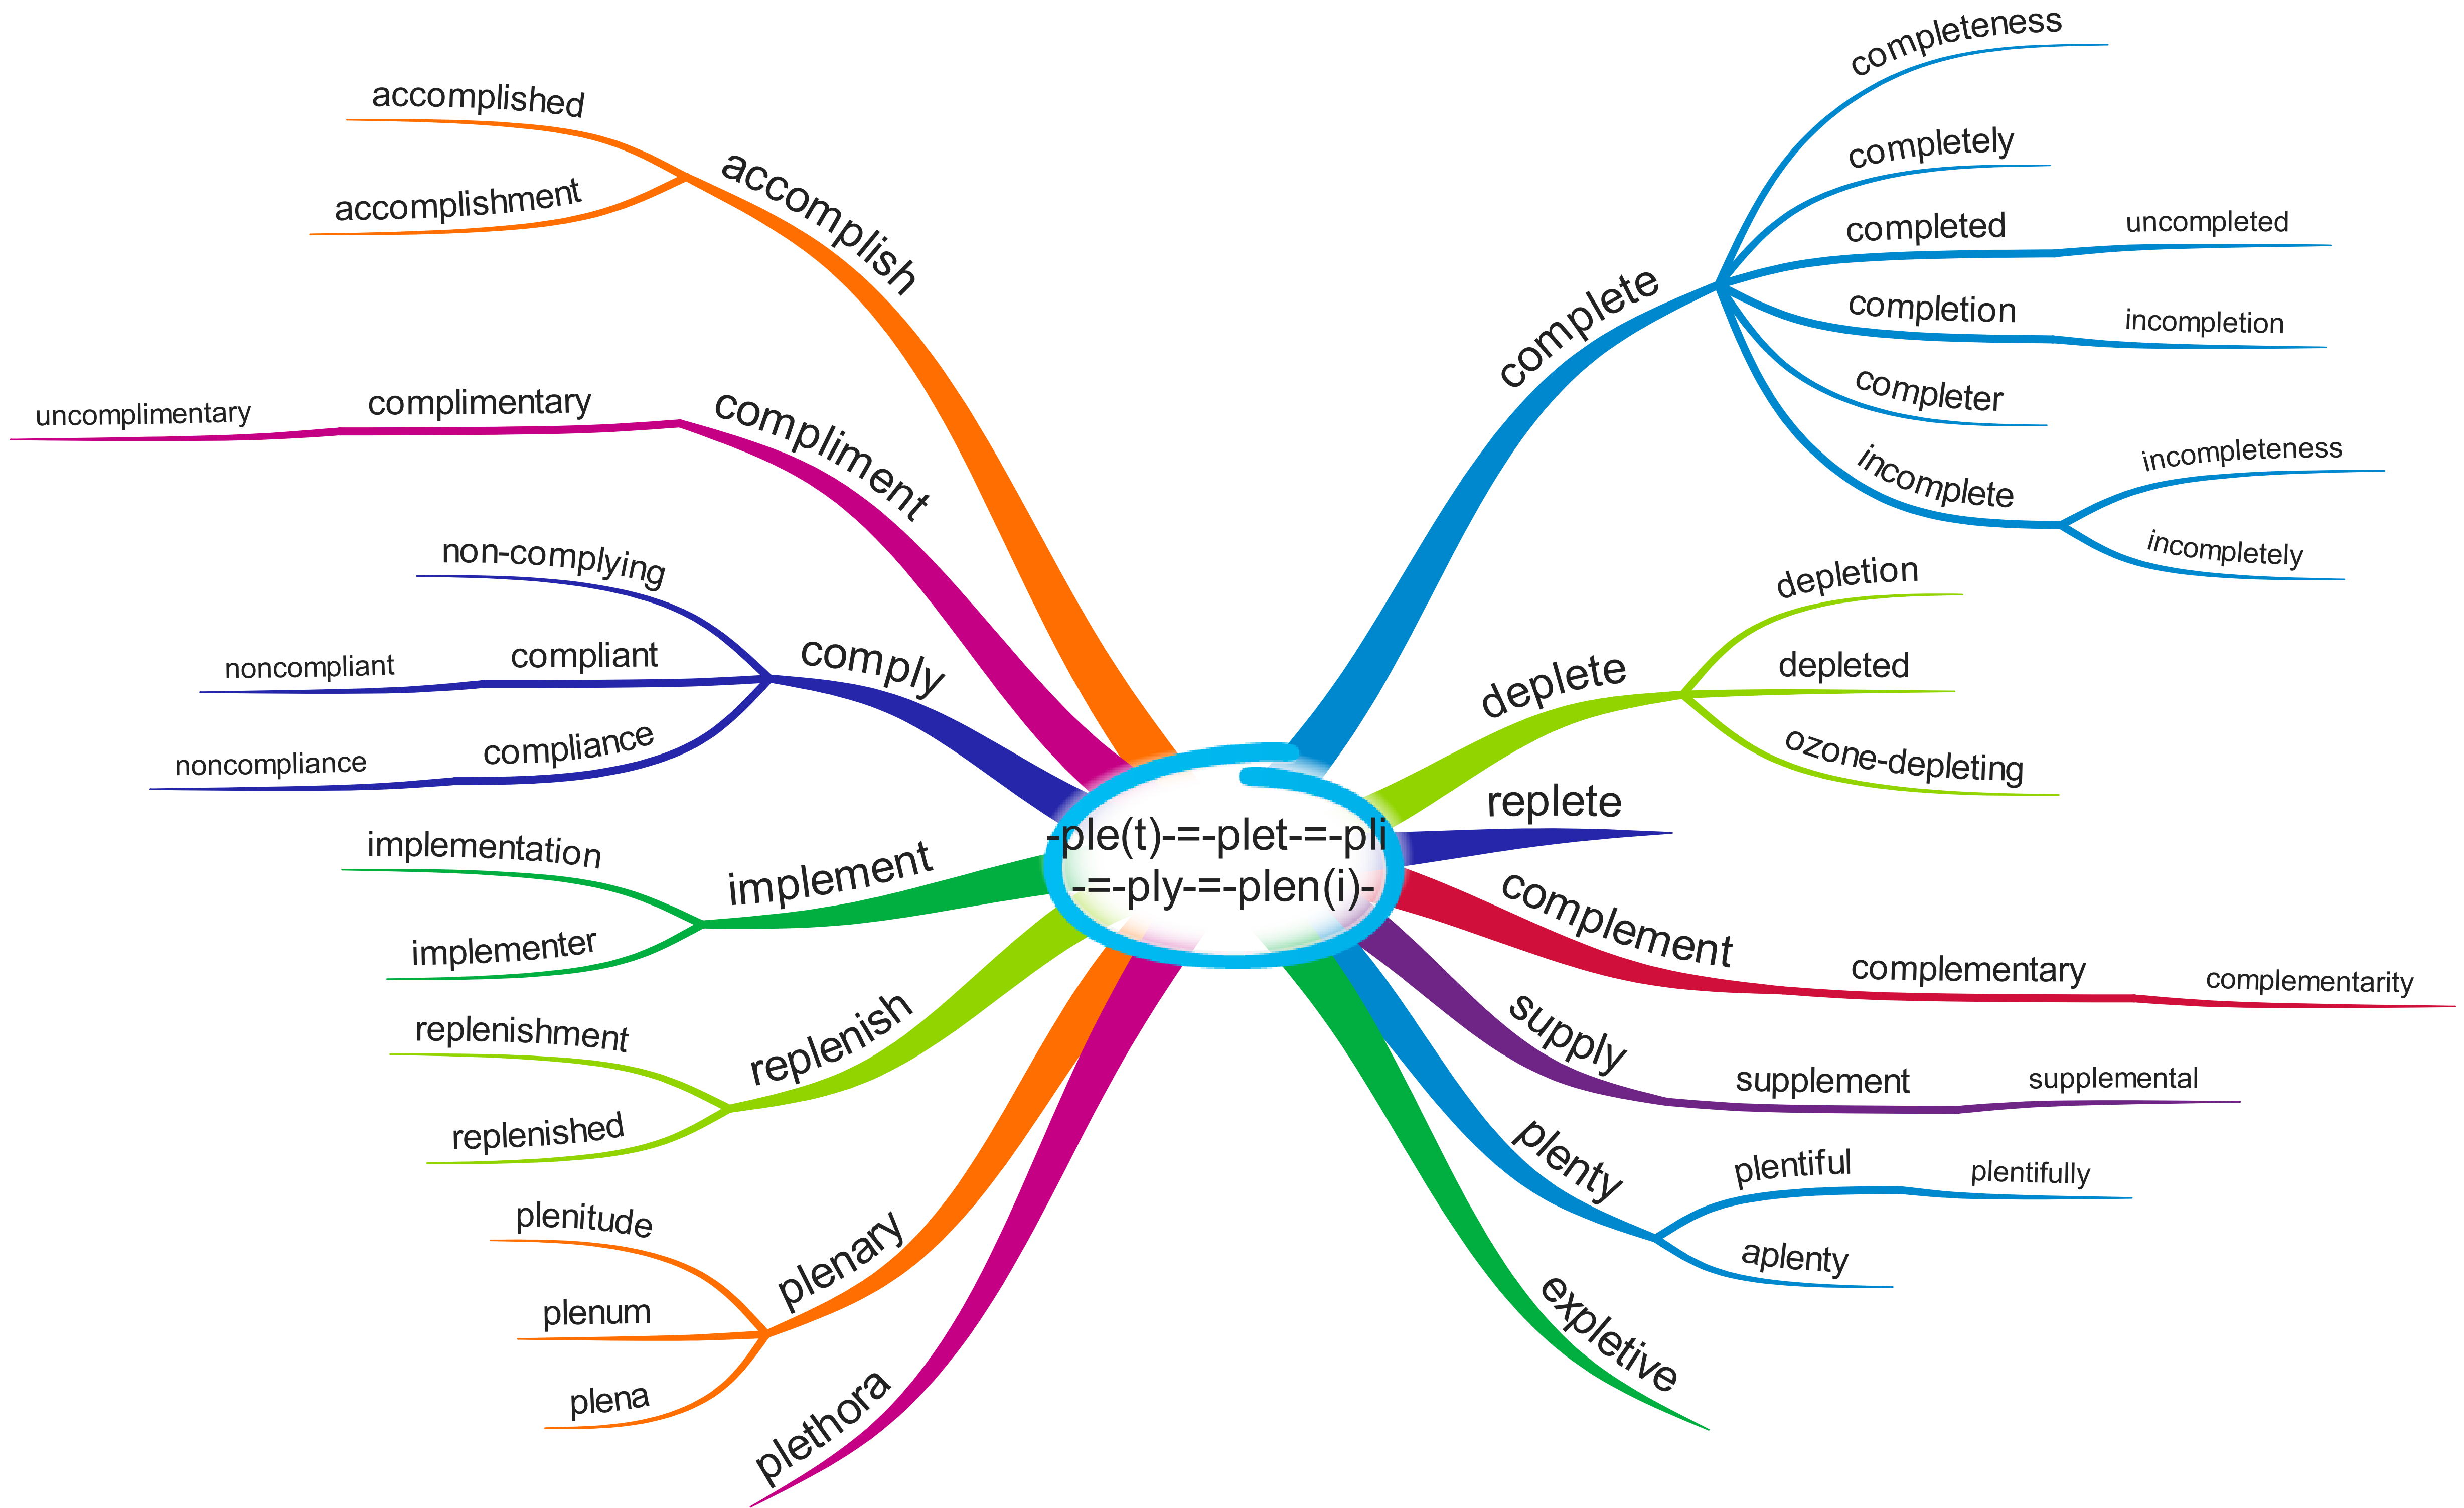 -ple(t)-=-plet-=-pli
-=-ply-=-plen(i)-
complete
completeness
completely
completed
uncompleted
completion
incompletion
completer
incomplete
incompleteness
incompletely
deplete
depletion
depleted
ozone-depleting
replete
complement
complementary
complementarity
supply
supplement
supplemental
plenty
plentiful
plentifully
aplenty
expletive
accomplish
accomplished
accomplishment
compliment
complimentary
uncomplimentary
comply
non-complying
compliant
noncompliant
compliance
noncompliance
implement
implementation
implementer
replenish
replenishment
replenished
plenary
plenitude
plenum
plena
plethora